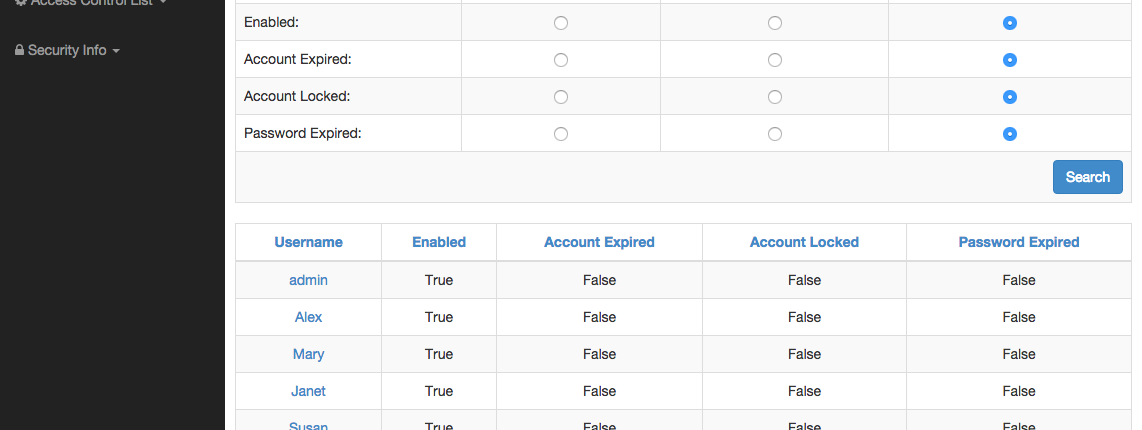 Access Control List
Security Info
Enabled:
Account Expired:
Account Locked:
Password Expired:
Search
Username Enabled Account Expired Account Locked Password Expired
admin True False False False
Alex True False False False
Mary True False False False
Janet True False False False
Susan True False False False